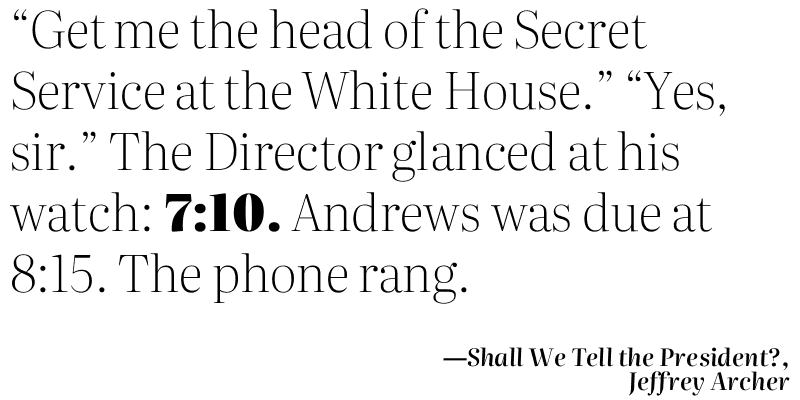 “Get me the head of the Secret
Service at the White House.” “Yes,
sir.” The Director glanced at his
watch: 7:10. Andrews was due at
8:15. The phone rang.
—Shall We Tell the President?,
Jeffrey Archer